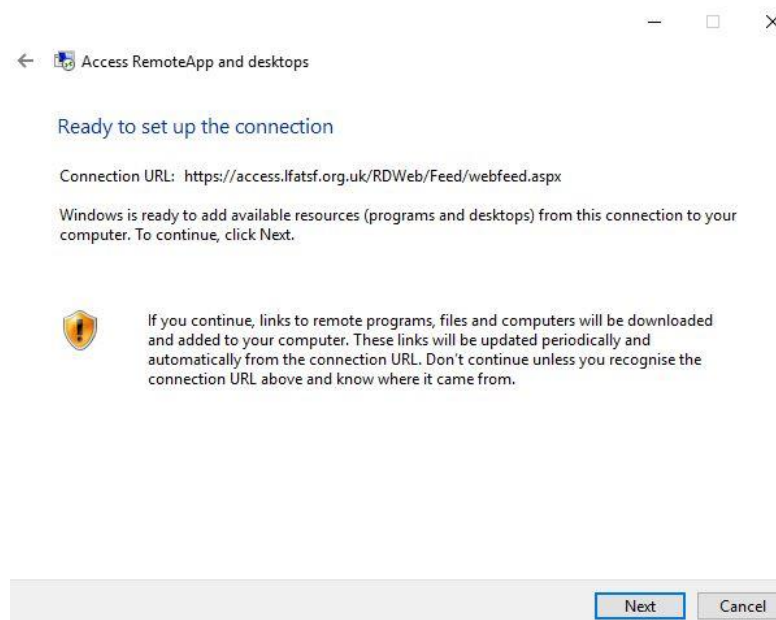 Access RemoteApp and desktops
Ready to set up the connection
Connection URL: https://access.lfatsf.org.uk/RDWeb/Feed/webfeed.aspx
Windows is ready to add available resources (programs and desktops) from this connection to your
computer. To continue, click Next.
If you continue, links to remote programs, files and computers will be downloaded
and added to your computer. These links will be updated periodically and
automatically from the connection URL. Don't continue unless you recognise the
connection URL above and know where it came from.
Next Cancel